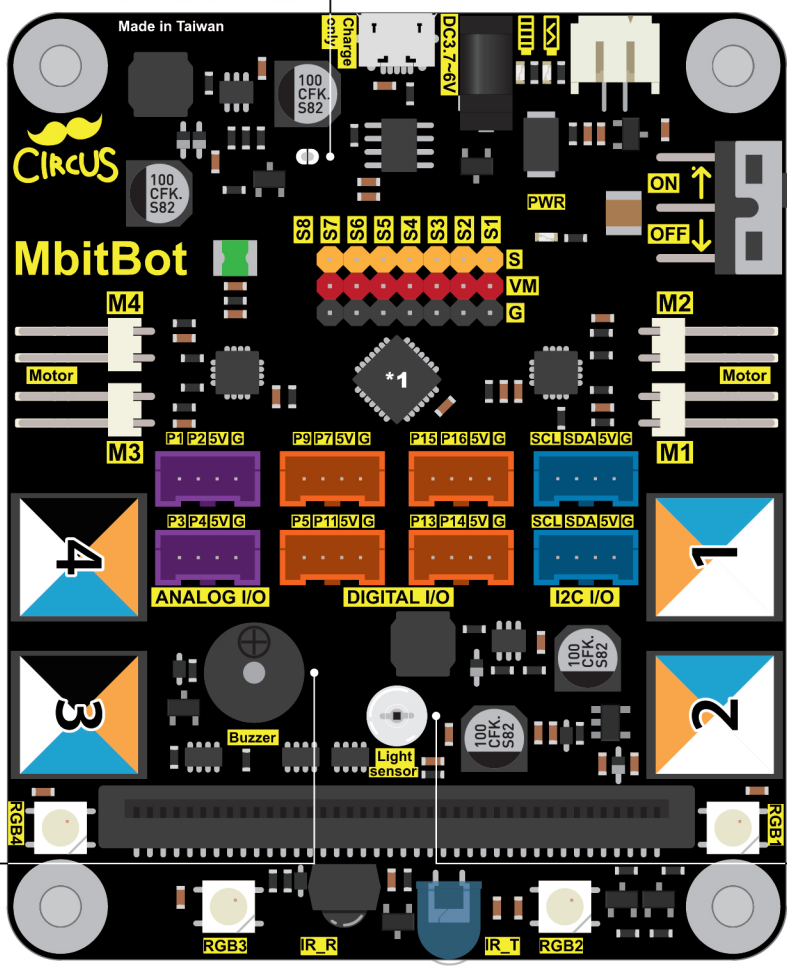 Made in Taiwan
Charge
only
DC3.7~6V
100
CFK.
S82
CIRCUS
100
CFK.
S82
PWR
ON
OFF
S8 S7 S6 S5 S4 S3 S2 S1
MbitBot
S
VM
G
M4
M2
*1
Motor
Motor
M3
M1
P1 P2 5V G
P9 P7 5V G
P15 P16 5V G
SCL SDA 5V G
P3 P4 5V G
P5 P11 5V G
P13 P14 5V G
SCL SDA 5V G
4
1
ANALOG I/O
DIGITAL I/O
I2C I/O
100
CFK.
S82
3
2
Buzzer
100
CFK.
S82
Light
sensor
RGB4
RGB1
RGB3
IR_R
IR_T
RGB2